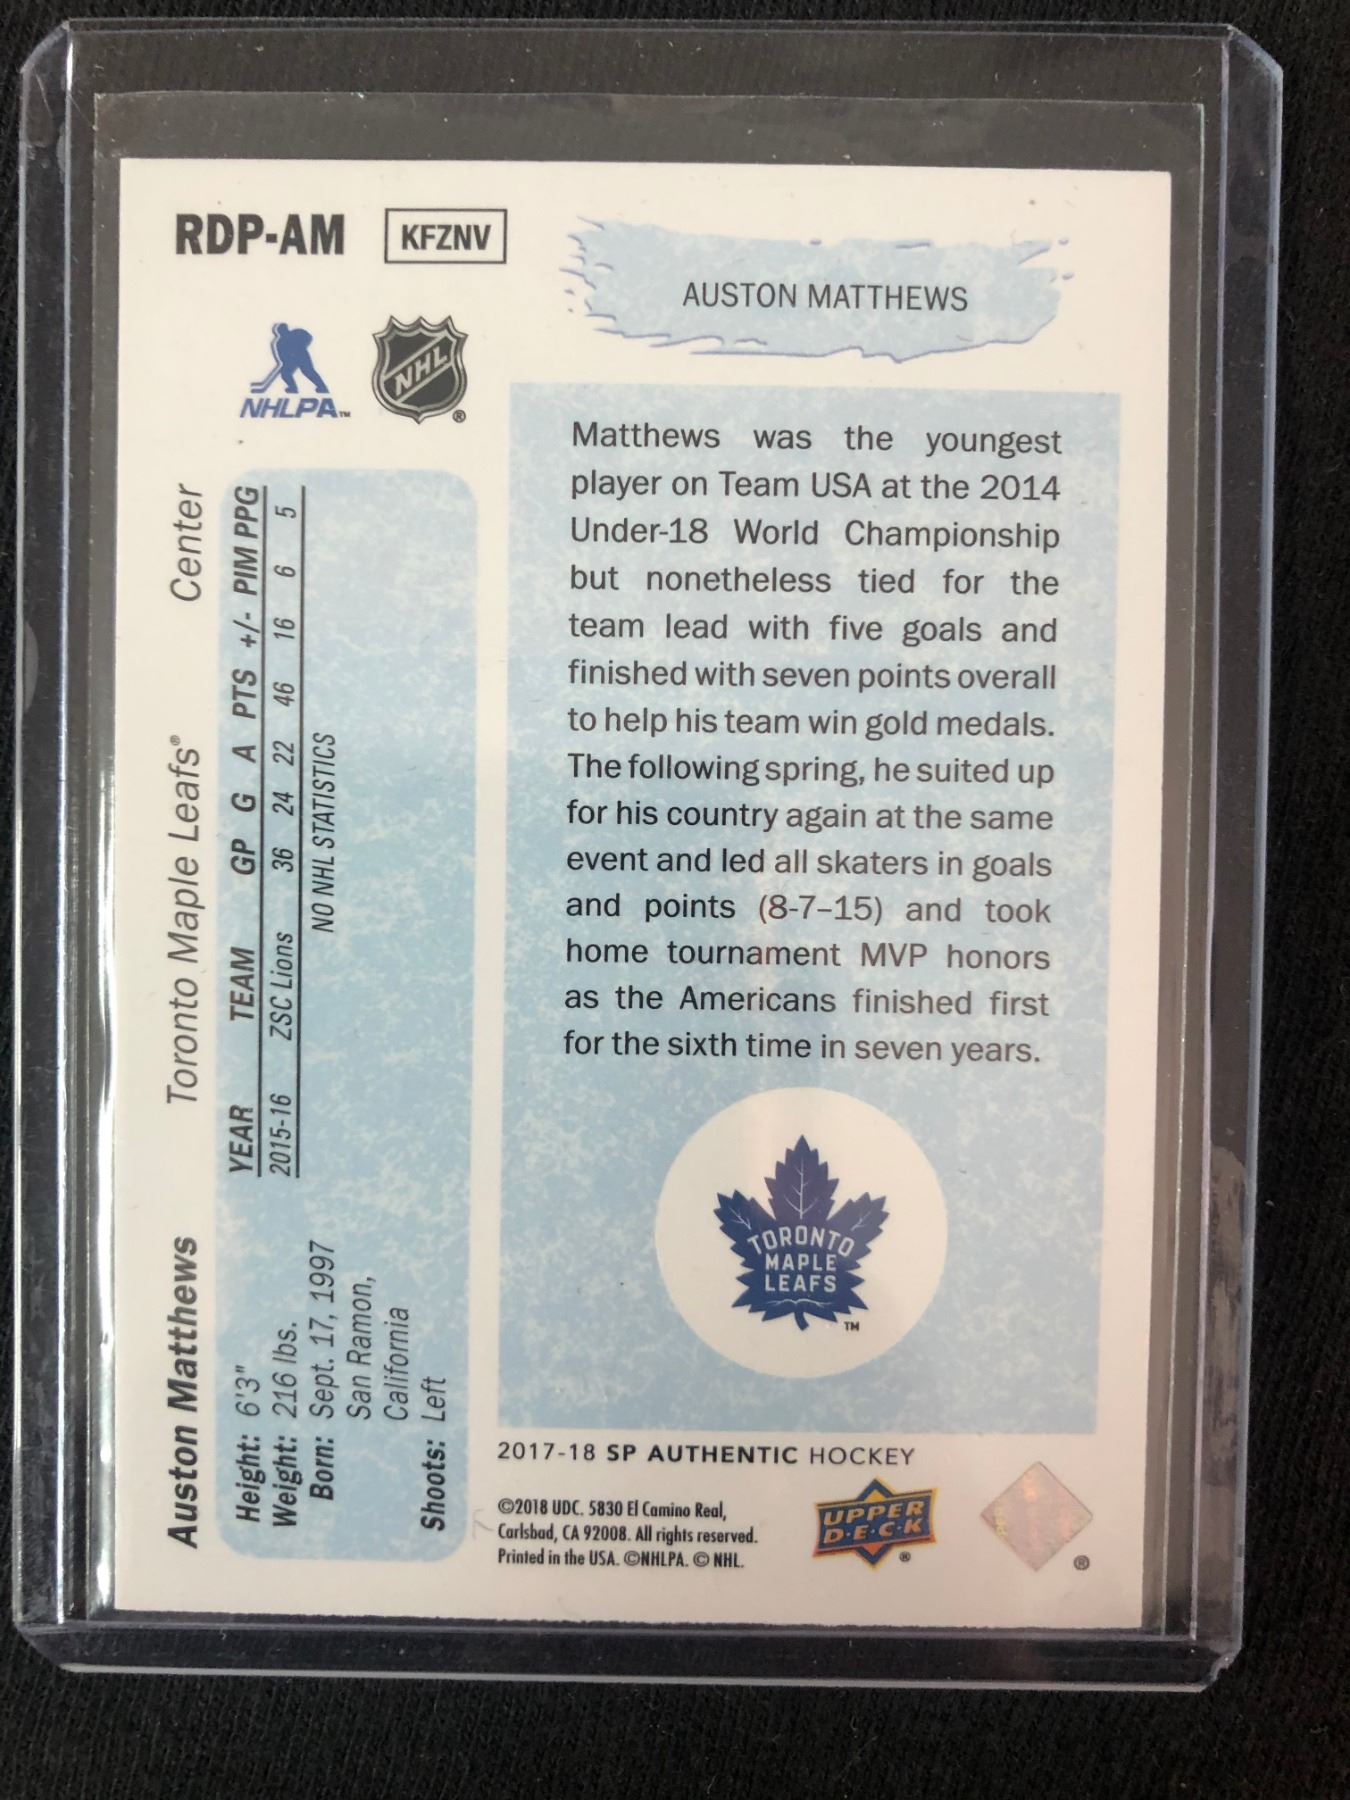 RDP-AM
KFZNV
NHLPA™
NHL
®
AUSTON MATTHEWS
Matthews was the youngest
player on Team USA at the 2014
Under-18 World Championship
but nonetheless tied for the
team lead with five goals and
finished with seven points overall
to help his team win gold medals.
The following spring, he suited up
for his country again at the same
event and led all skaters in goals
and points (8-7–15) and took
home tournament MVP honors
as the Americans finished first
for the sixth time in seven years.
TORONTO
MAPLE
LEAFS
™
Auston Matthews Toronto Maple Leafs® Center
Height: 6'3"
Weight: 216 lbs.
Born: Sept. 17, 1997
San Ramon,
California
Shoots: Left
YEAR TEAM GP G A PTS +/- PIM PPG
2015-16 ZSC Lions 36 24 22 46 16 6 5
NO NHL STATISTICS
2017-18 SP AUTHENTIC HOCKEY
©2018 UDC. 5830 El Camino Real,
Carlsbad, CA 92008. All rights reserved.
Printed in the USA. ©NHLPA. © NHL.
UPPER
D·E·C·K
®
®